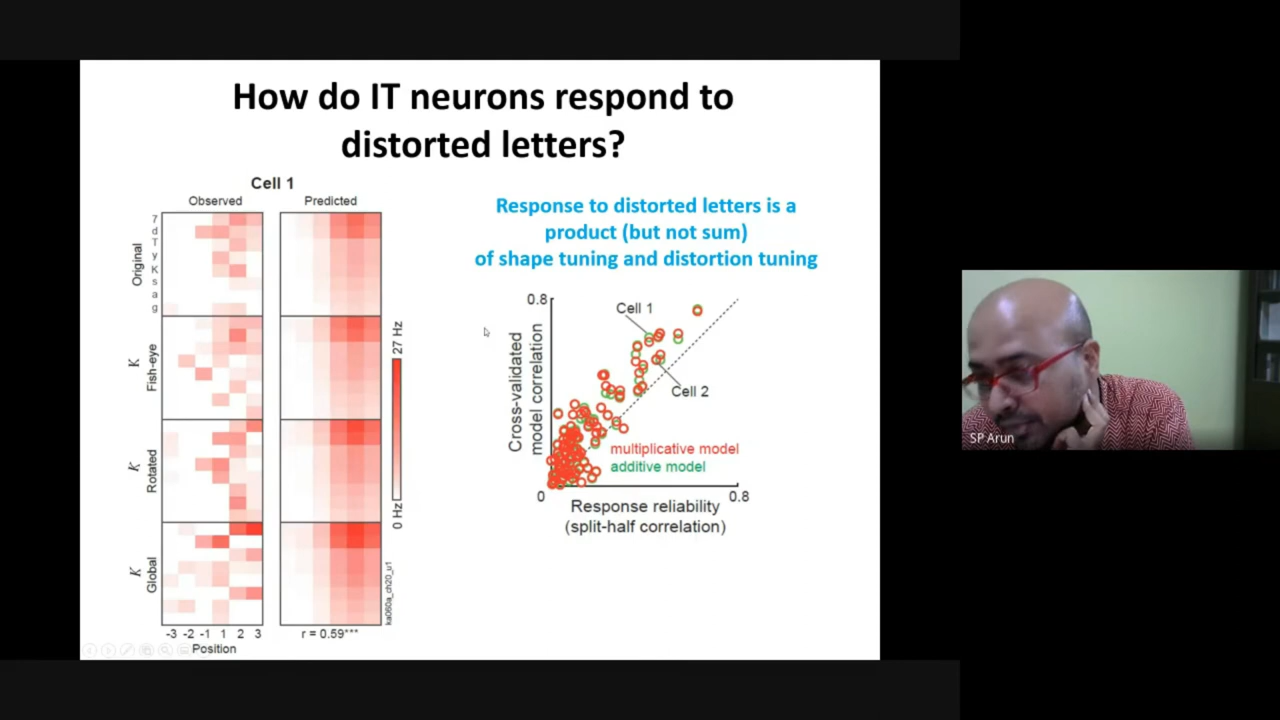 How do IT neurons respond to
distorted letters?
Cell 1
Observed
Predicted
Original
7
d
T
y
K
s
a
g
K
Fish-eye
K
Rotated
K
Global
-3 -2 -1 1 2 3
Position
r = 0.59***
0 Hz
27 Hz
ka060a_ch20_u1
Response to distorted letters is a
product (but not sum)
of shape tuning and distortion tuning
0.8
Cross-validated
model correlation
Cell 1
Cell 2
multiplicative model
additive model
0
0.8
Response reliability
(split-half correlation)
SP Arun